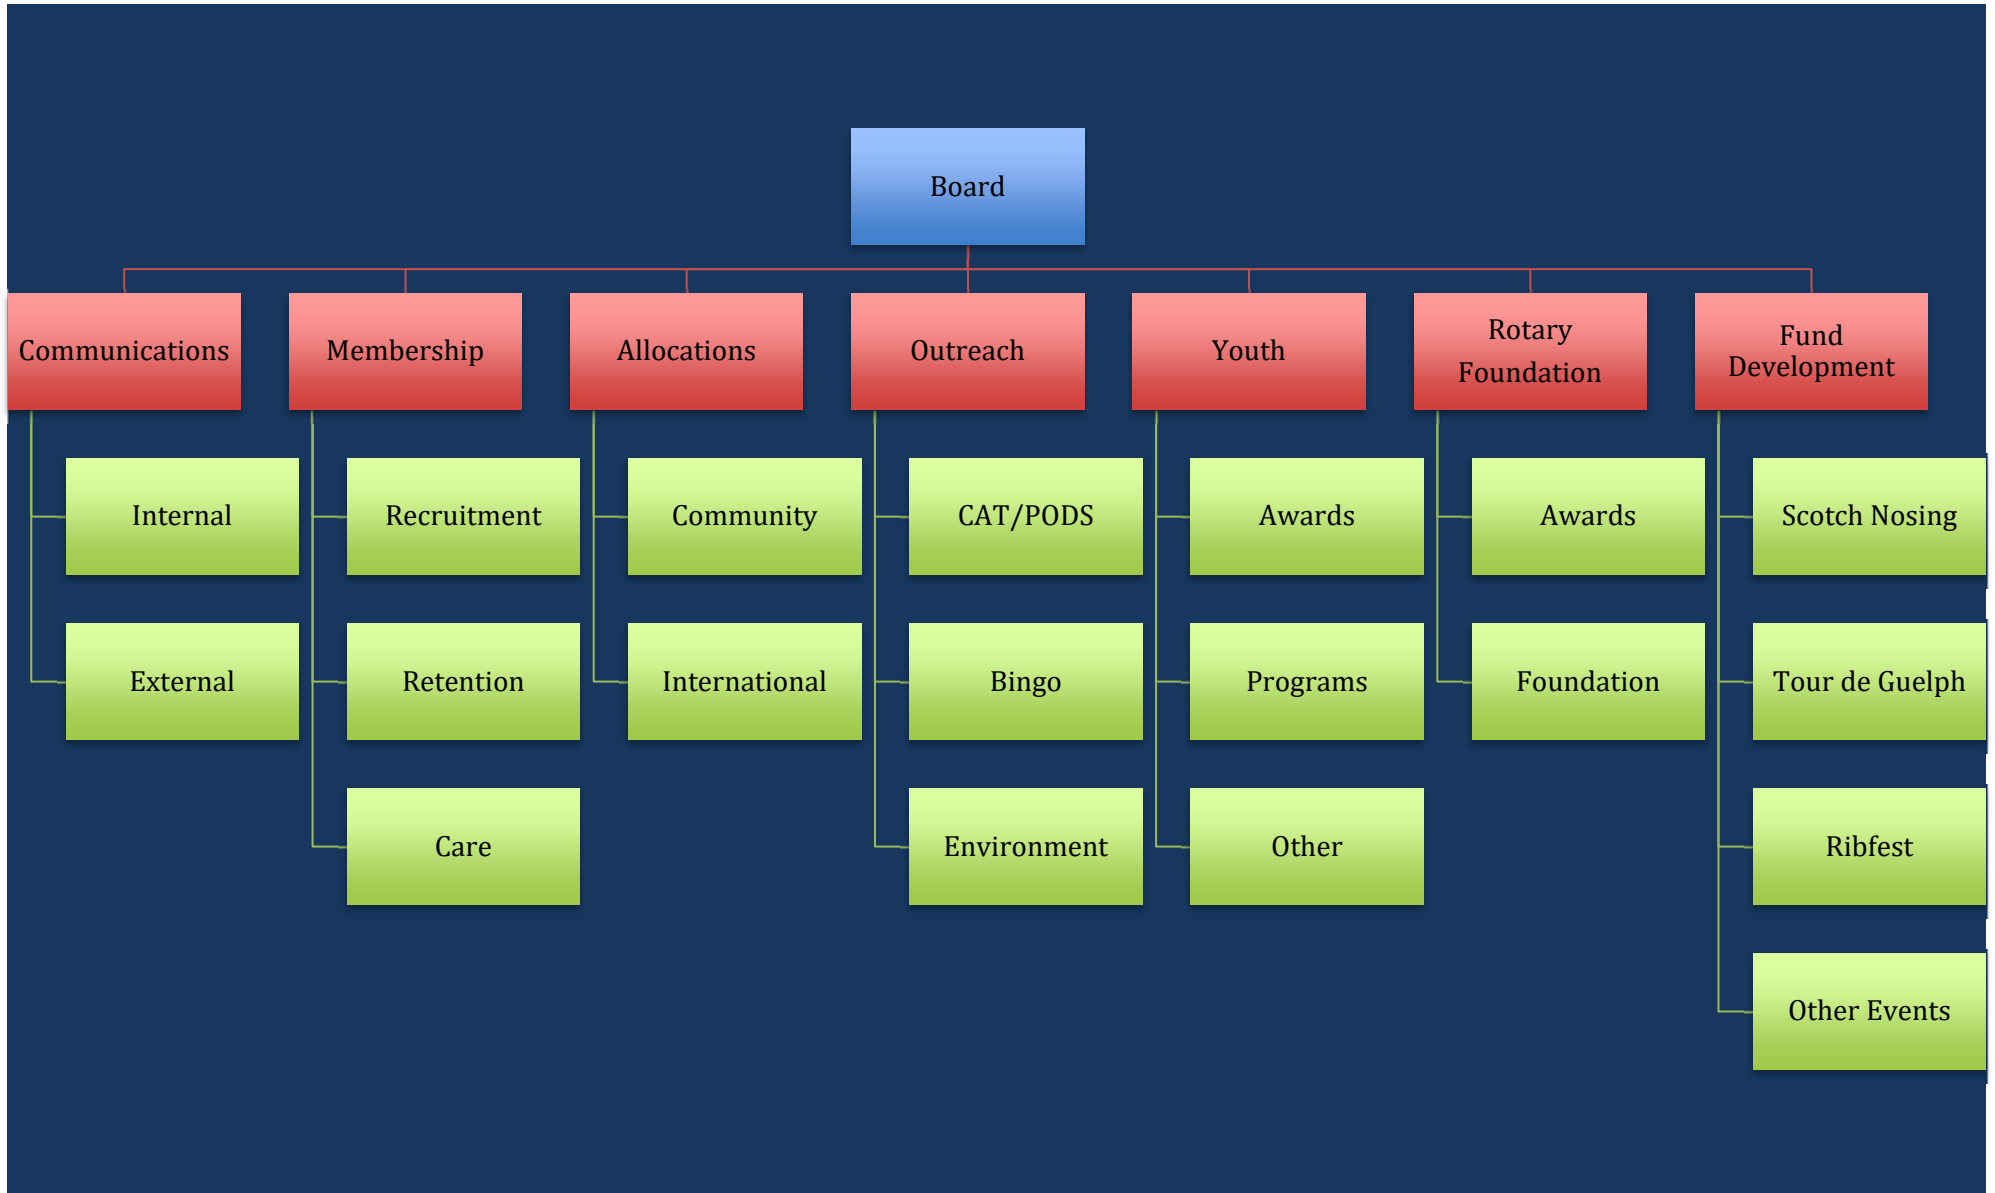 Board
Communications
Membership
Allocations
Outreach
Youth
Rotary
Foundation
Fund
Development
Internal
Recruitment
Community
CAT/PODS
Awards
Awards
Scotch Nosing
External
Retention
International
Bingo
Programs
Foundation
Tour de Guelph
Care
Environment
Other
Ribfest
Other Events